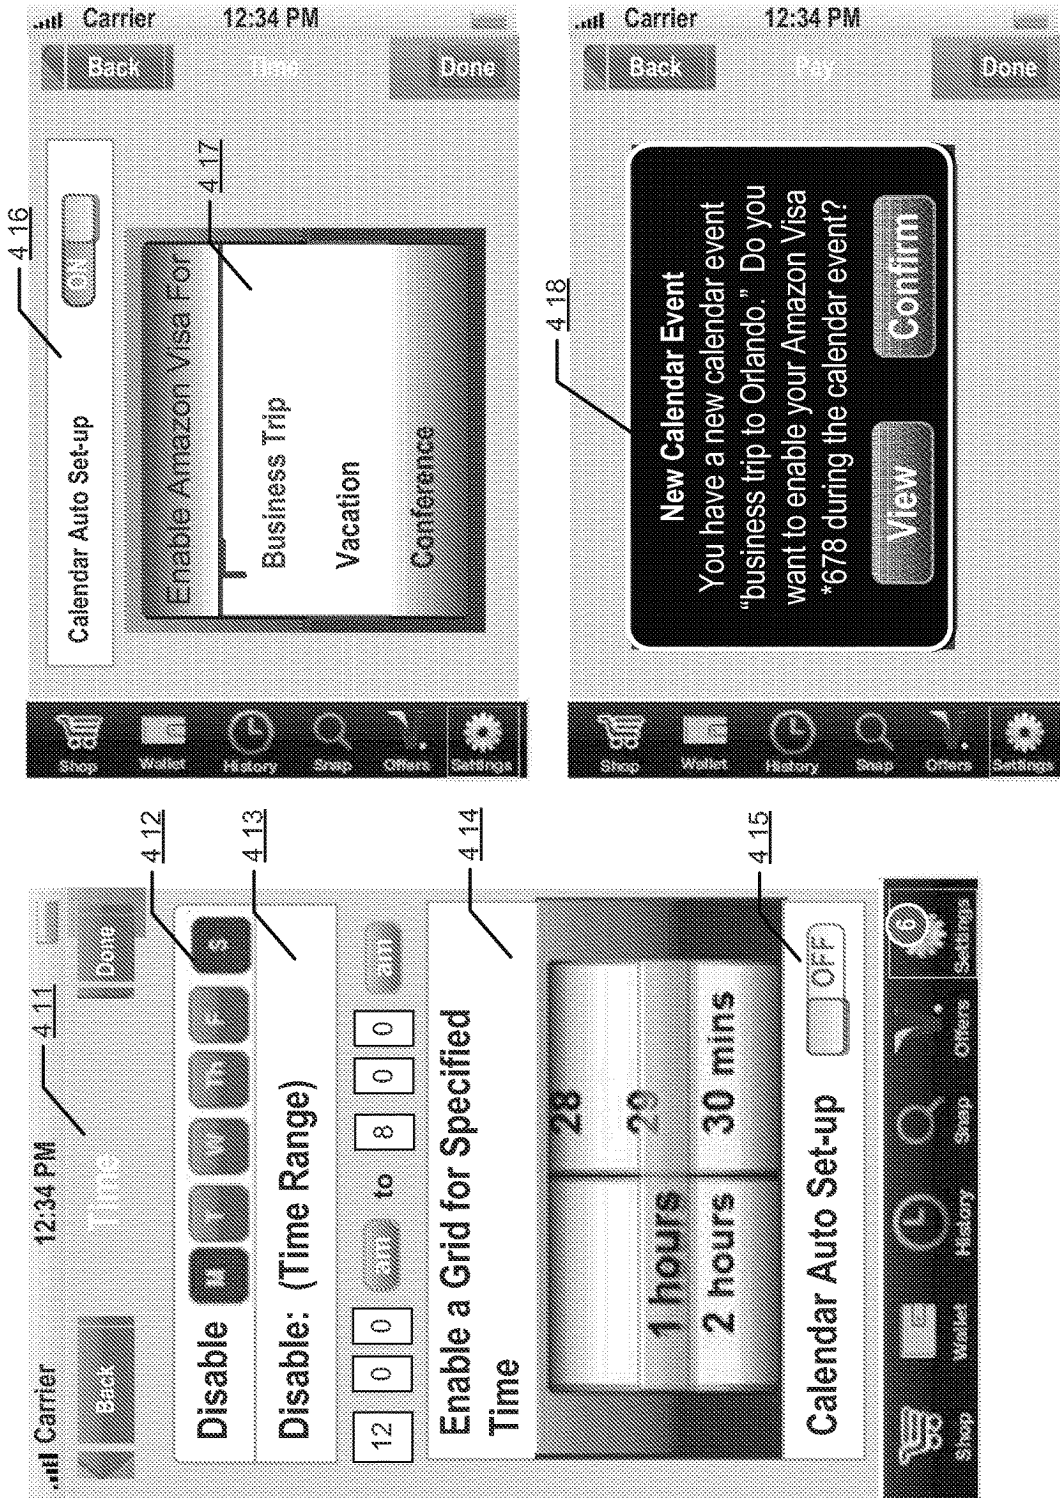 Carrier 12:34 PM
4 11
Back Time Done
4 12
Disable M T W Th F S
4 13
Disable: (Time Range)
12 0 0 am to 8 0 0 am
4 14
Enable a Grid for Specified
Time
28
1 hours 29
2 hours 30 mins
4 15
Calendar Auto Set-up OFF
6
Shop Wallet History Snap Offers Settings
Carrier 12:34 PM
Back Time Done
4 16
Calendar Auto Set-up ON
4 17
Enable Amazon Visa For
Business Trip
Vacation
Conference
Shop Wallet History Snap Offers Settings
Carrier 12:34 PM
Back Pay Done
4 18
New Calendar Event
You have a new calendar event
“business trip to Orlando.” Do you
want to enable your Amazon Visa
*678 during the calendar event?
View Confirm
Shop Wallet History Snap Offers Settings